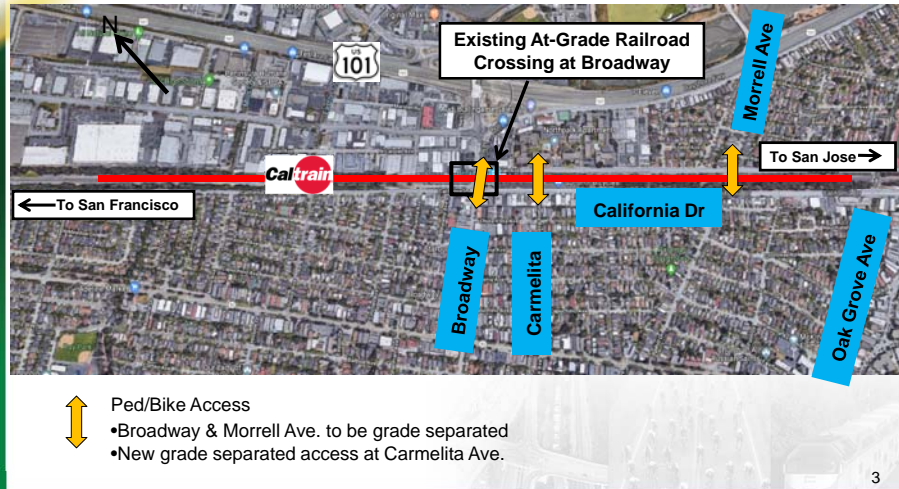 N
US
101
Existing At-Grade Railroad
Crossing at Broadway
Morrell Ave
To San Jose
Caltrain
To San Francisco
California Dr
Broadway
Carmelita
Oak Grove Ave
Ped/Bike Access
•Broadway & Morrell Ave. to be grade separated
•New grade separated access at Carmelita Ave.
3